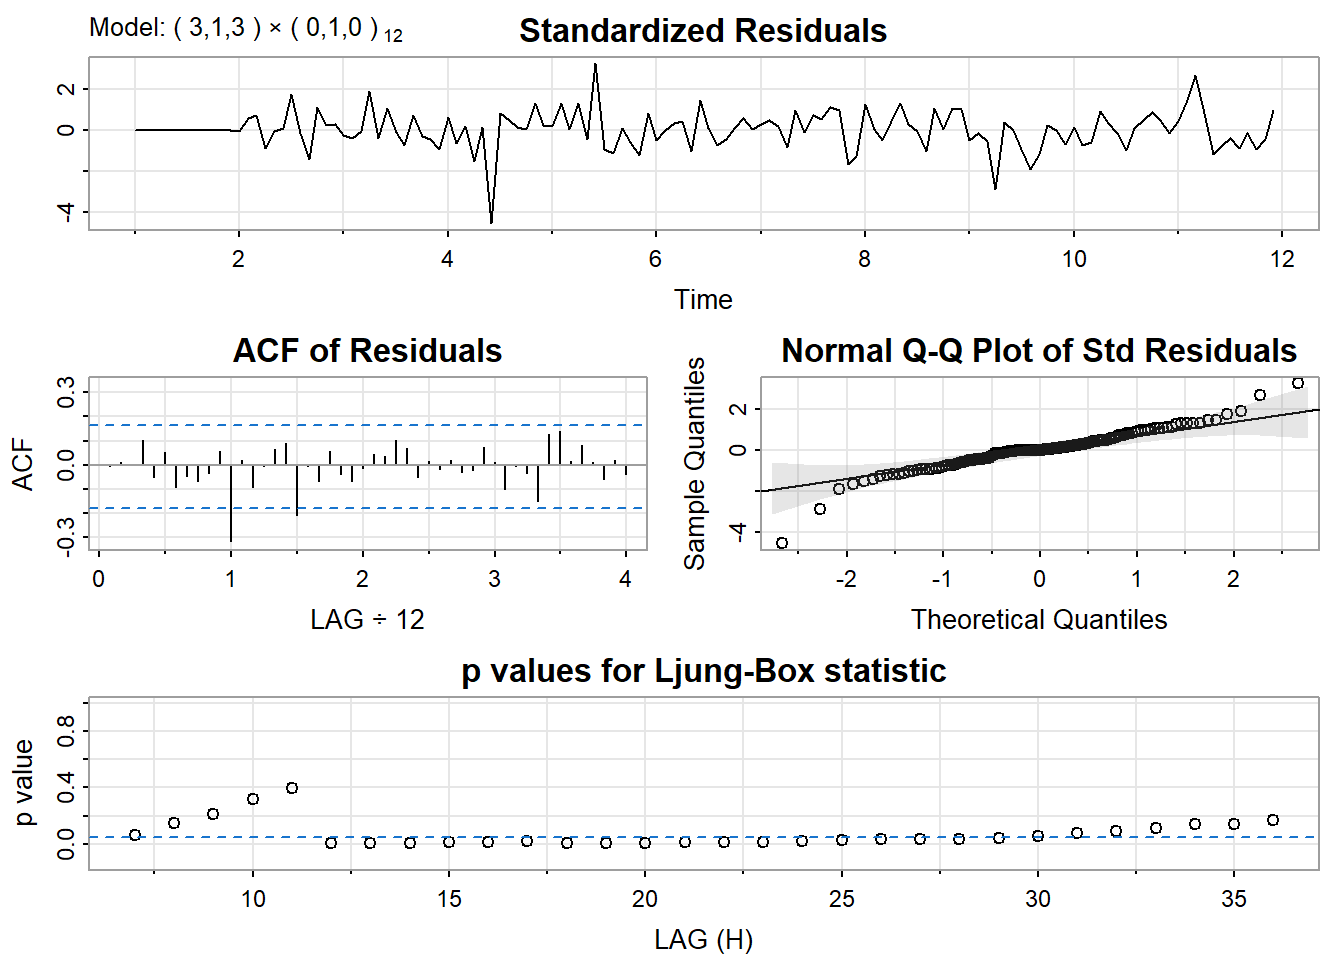 Model: ( 3,1,3 ) × ( 0,1,0 ) 12
Standardized Residuals
2
0
-4
2
4
6
8
10
12
Time
ACF of Residuals
ACF
0.3
0.0
-0.3
0
1
2
3
4
LAG ÷ 12
Normal Q-Q Plot of Std Residuals
Sample Quantiles
2
0
-4
-2
-1
0
1
2
Theoretical Quantiles
p values for Ljung-Box statistic
p value
0.8
0.4
0.0
10
15
20
25
30
35
LAG (H)